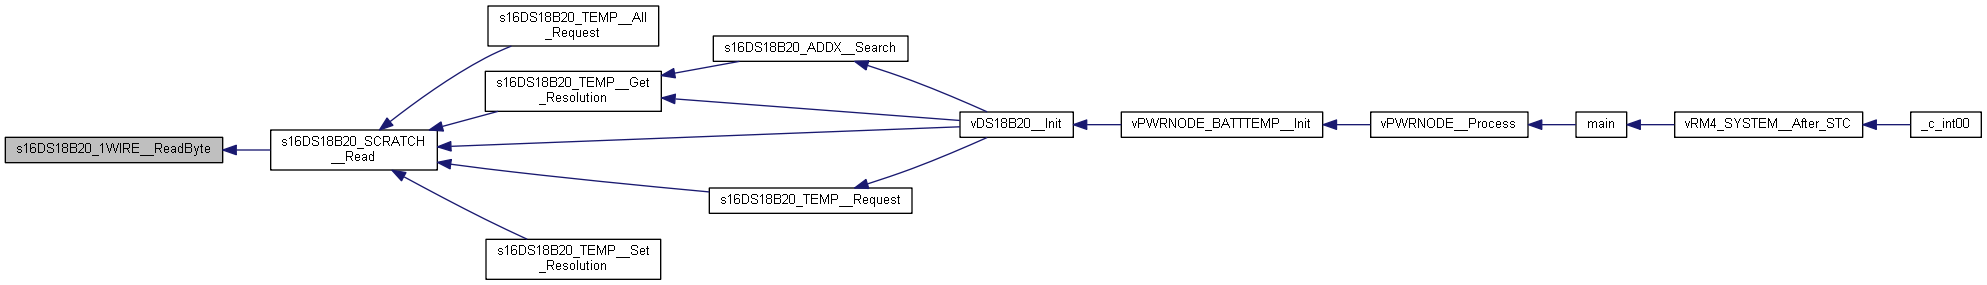 s16DS18B20_1WIRE__ReadByte
s16DS18B20_SCRATCH
__Read
s16DS18B20_TEMP__All
_Request
s16DS18B20_TEMP__Get
_Resolution
s16DS18B20_ADDX__Search
s16DS18B20_TEMP__Request
s16DS18B20_TEMP__Set
_Resolution
vDS18B20__Init
vPWRNODE_BATTTEMP__Init
vPWRNODE__Process
main
vRM4_SYSTEM__After_STC
_c_int00